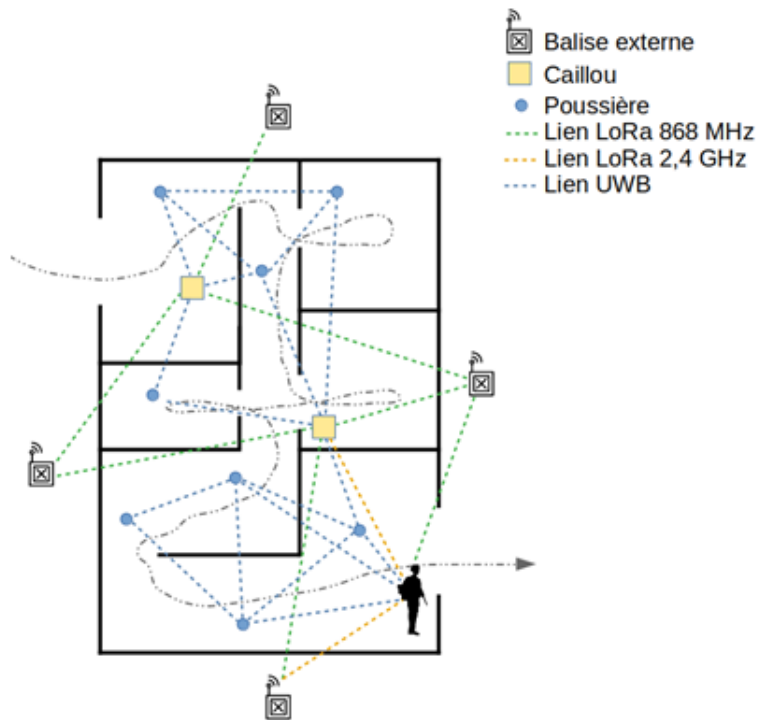 Balise externe
Caillou
Poussière
Lien LoRa 868 MHz
Lien LoRa 2,4 GHz
Lien UWB